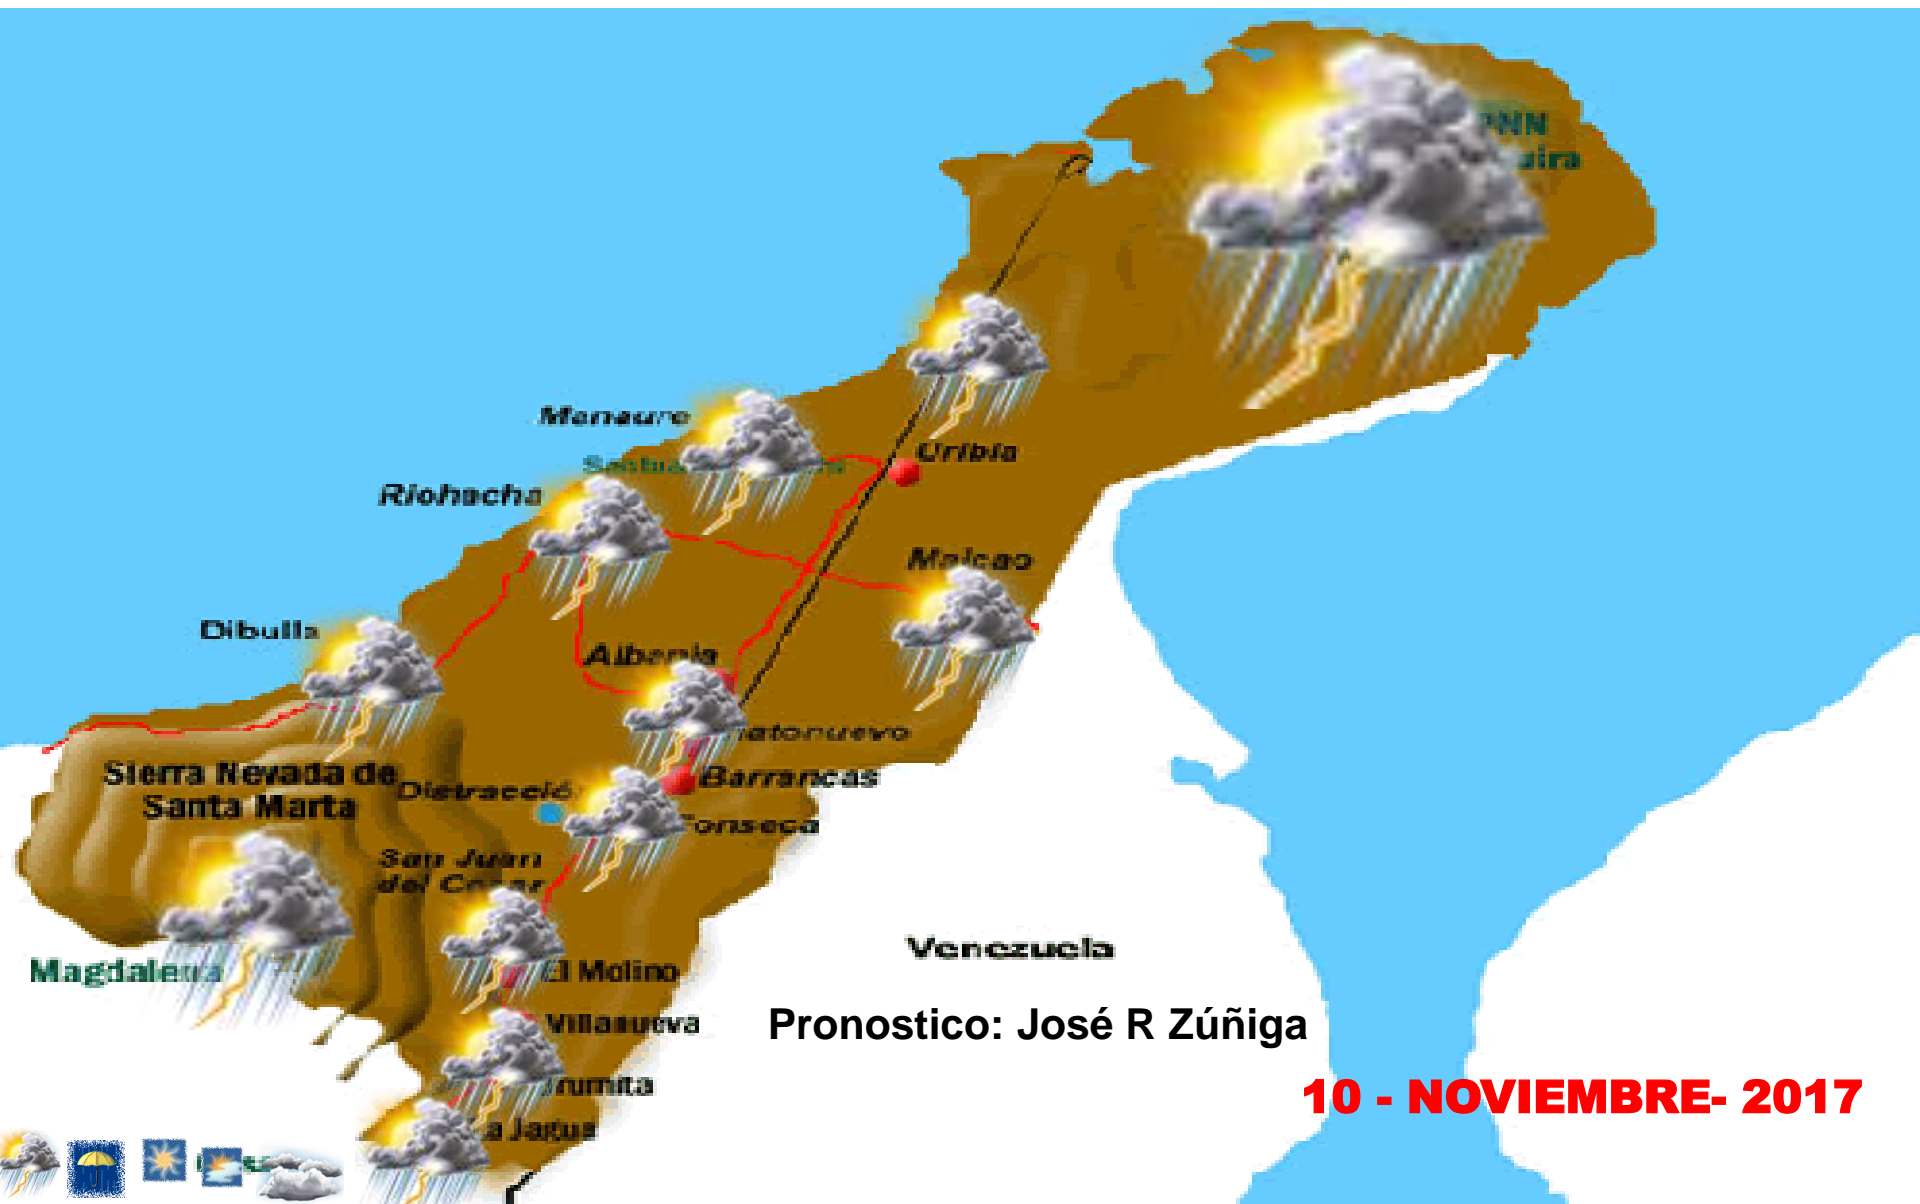 PNN
Manaure
Uribia
Riohacha
Maicao
Dibulla
Albania
Barrancas
Sierra Nevada de
Santa Marta
Fonseca
San Juan
Venezuela
El Molino
Magdalena
Villanueva
Pronostico: José R Zúñiga
La Jagua
10 - NOVIEMBRE- 2017